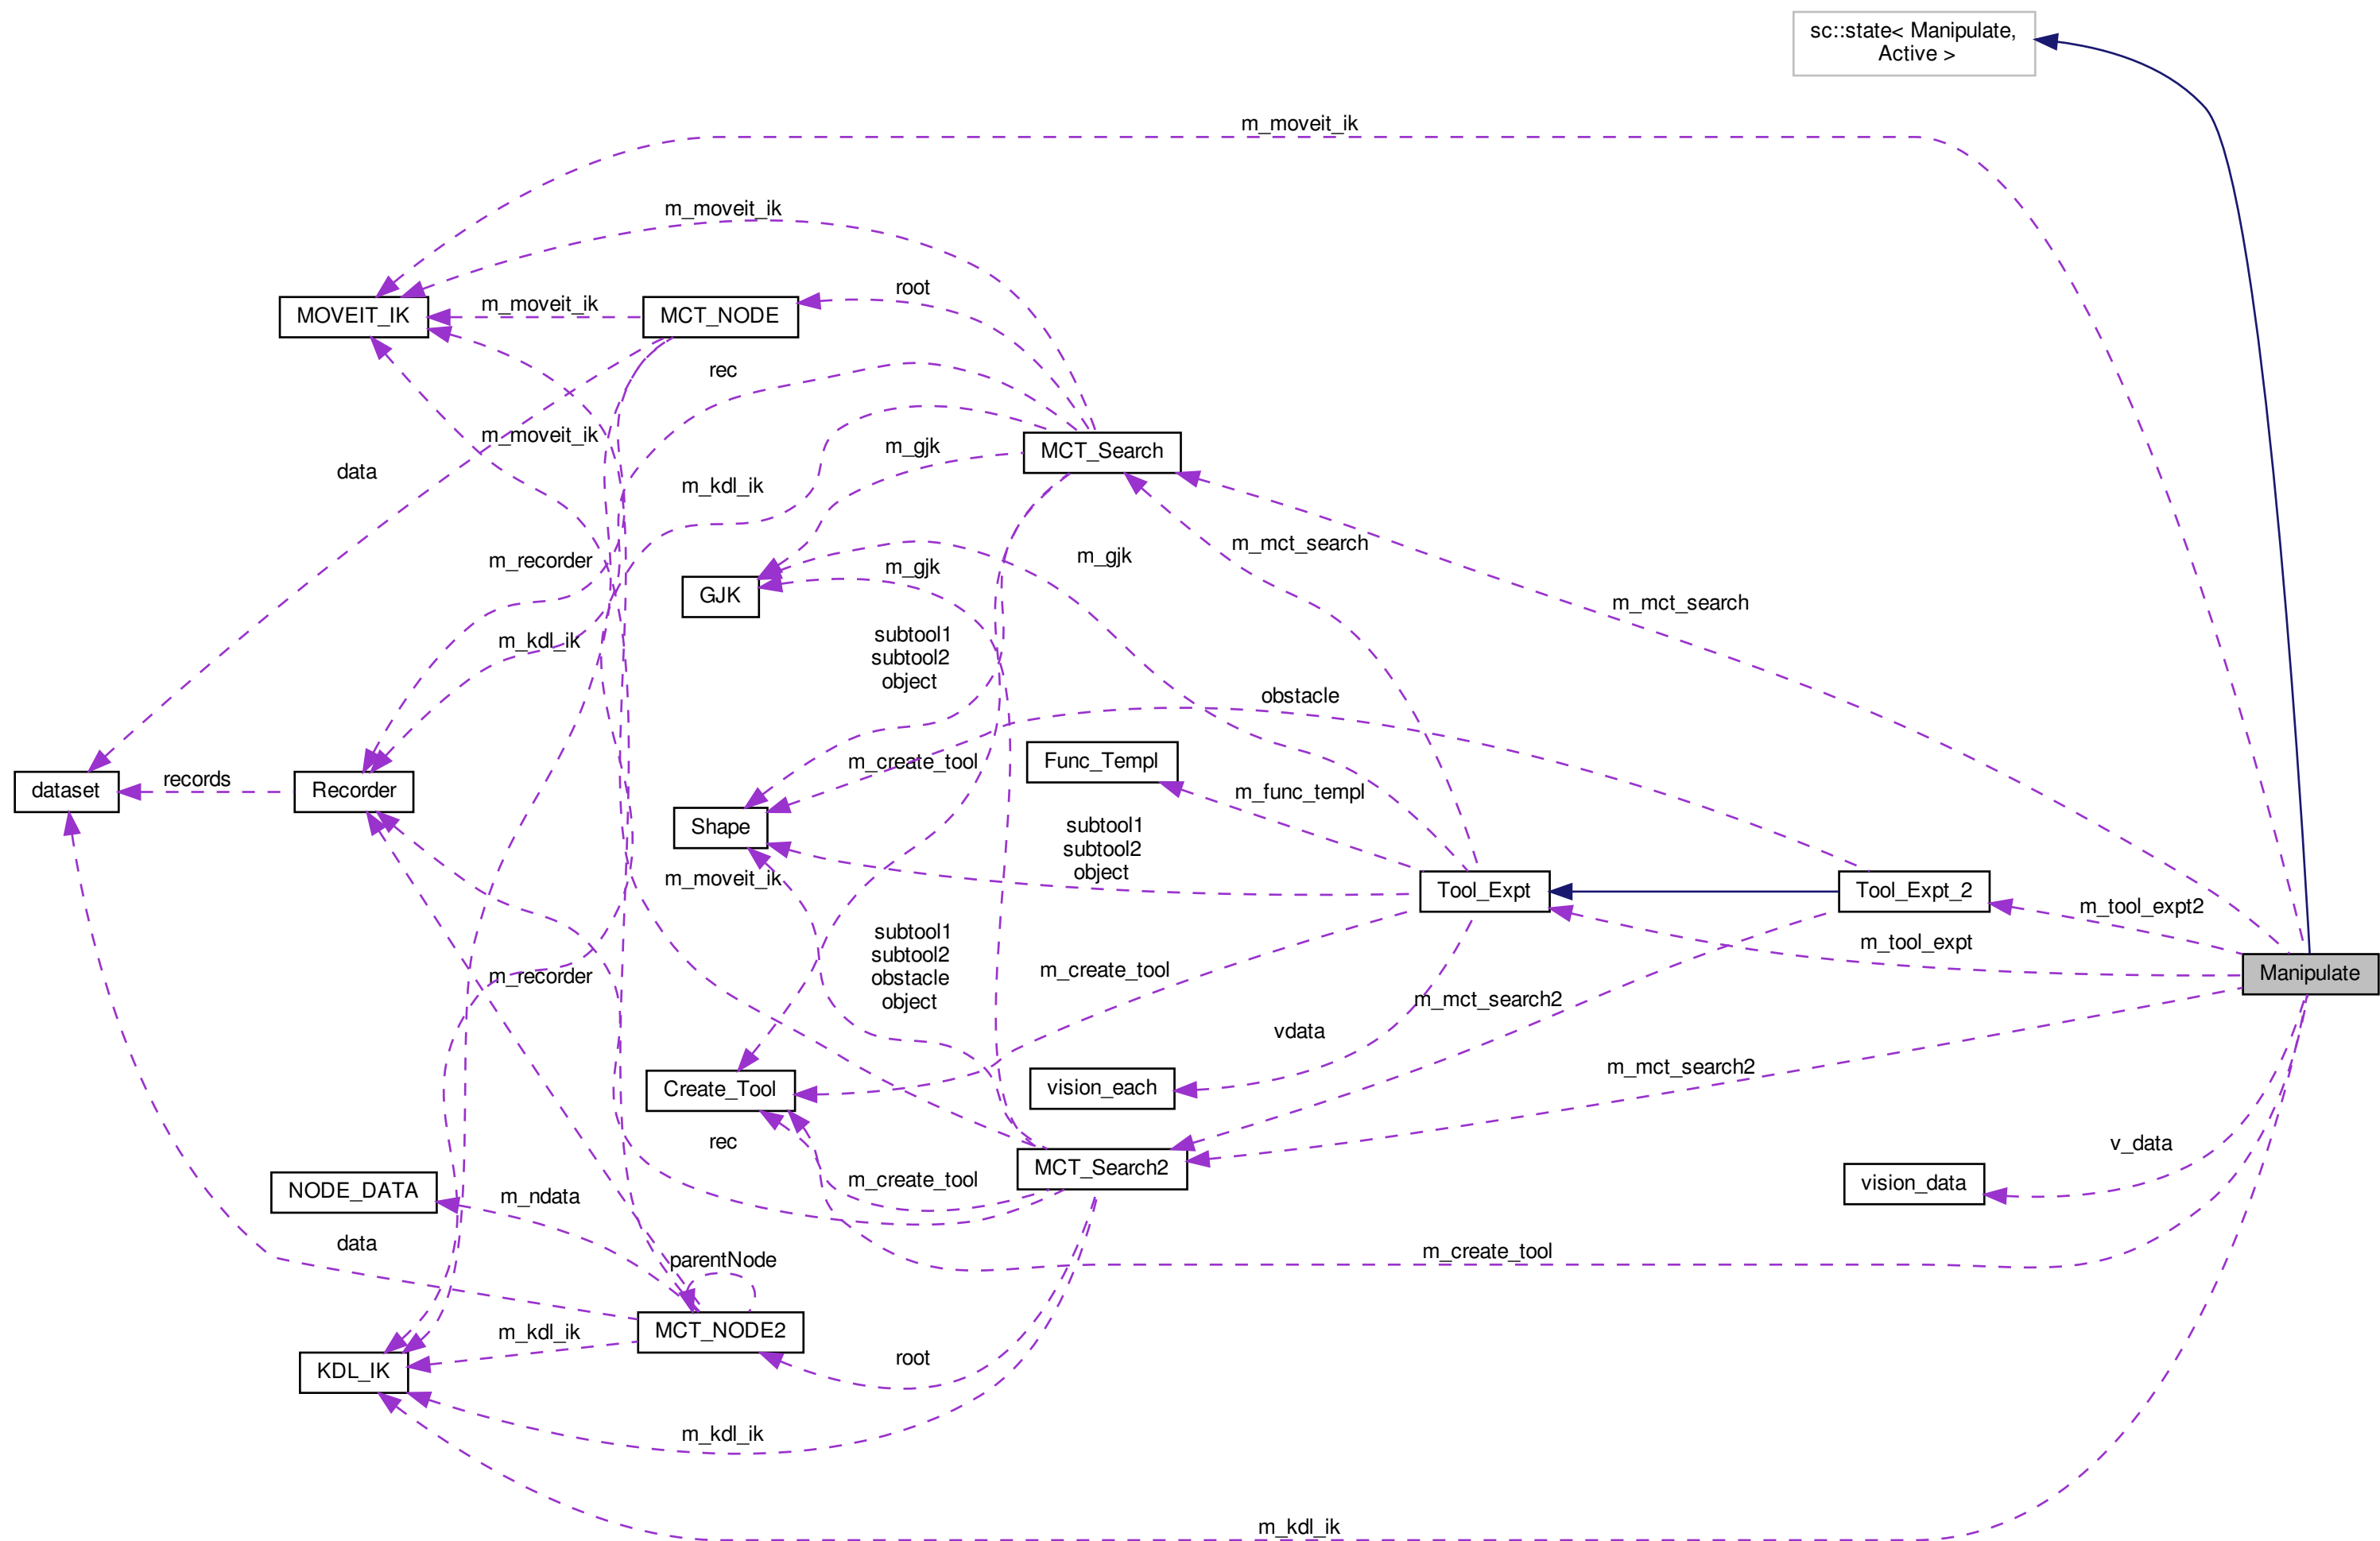 sc::state< Manipulate,
Active >
m_moveit_ik
m_moveit_ik
root
m_moveit_ik
MOVEIT_IK
MCT_NODE
rec
m_moveit_ik
m_gjk
MCT_Search
data
m_kdl_ik
m_recorder
m_gjk
m_gjk
m_mct_search
GJK
m_mct_search
m_kdl_ik
subtool1
subtool2
object
obstacle
m_create_tool
Func_Templ
records
dataset
Recorder
m_func_templ
Shape
subtool1
subtool2
object
m_moveit_ik
Tool_Expt
Tool_Expt_2
m_tool_expt2
subtool1
subtool2
obstacle
object
m_tool_expt
m_recorder
m_create_tool
Manipulate
m_mct_search2
vdata
m_mct_search2
Create_Tool
vision_each
rec
v_data
MCT_Search2
m_create_tool
NODE_DATA
m_ndata
vision_data
data
parentNode
m_create_tool
MCT_NODE2
m_kdl_ik
root
KDL_IK
m_kdl_ik
m_kdl_ik